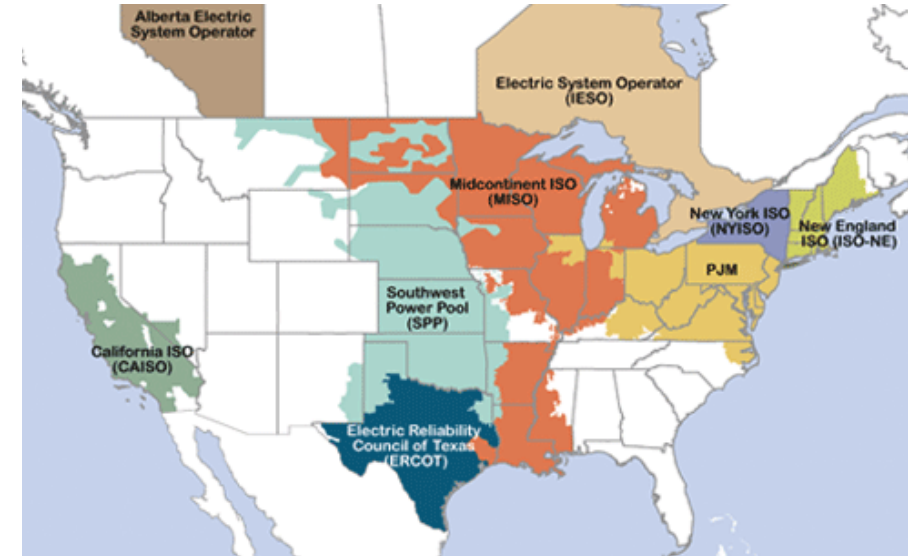 Alberta Electric
System Operator
Electric System Operator
(IESO)
Midcontinent ISO
(MISO)
New York ISO
(NYISO)
New England
ISO (ISO-NE)
PJM
Southwest
Power Pool
(SPP)
California ISO
(CAISO)
Electric Reliability
Council of Texas
(ERCOT)